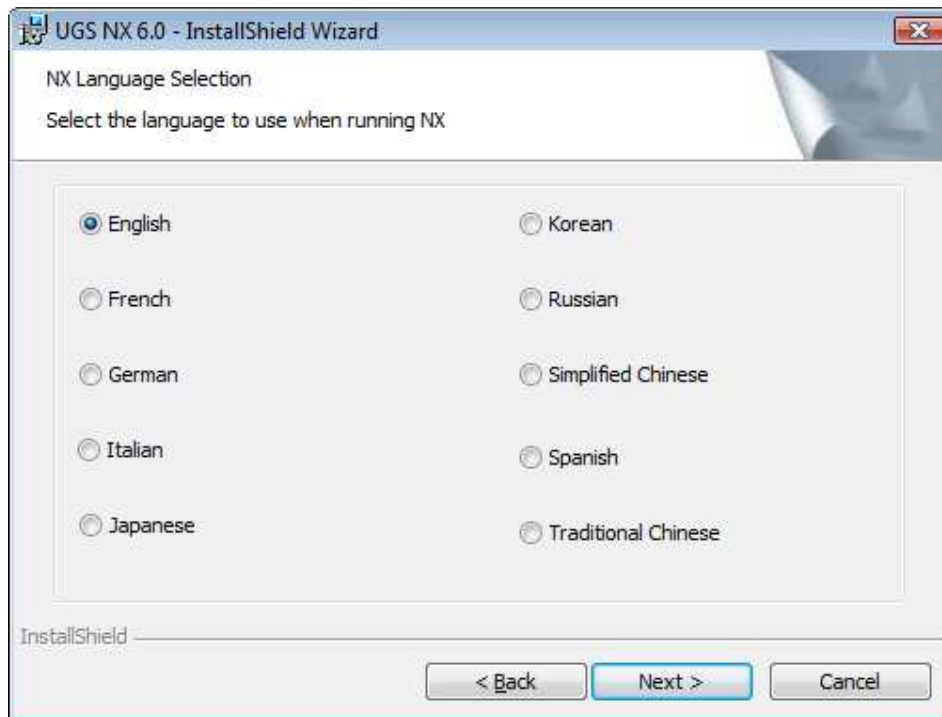 UGS NX 6.0 - InstallShield Wizard
NX Language Selection
Select the language to use when running NX
English
Korean
French
Russian
German
Simplified Chinese
Italian
Spanish
Japanese
Traditional Chinese
InstallShield
< Back
Next >
Cancel